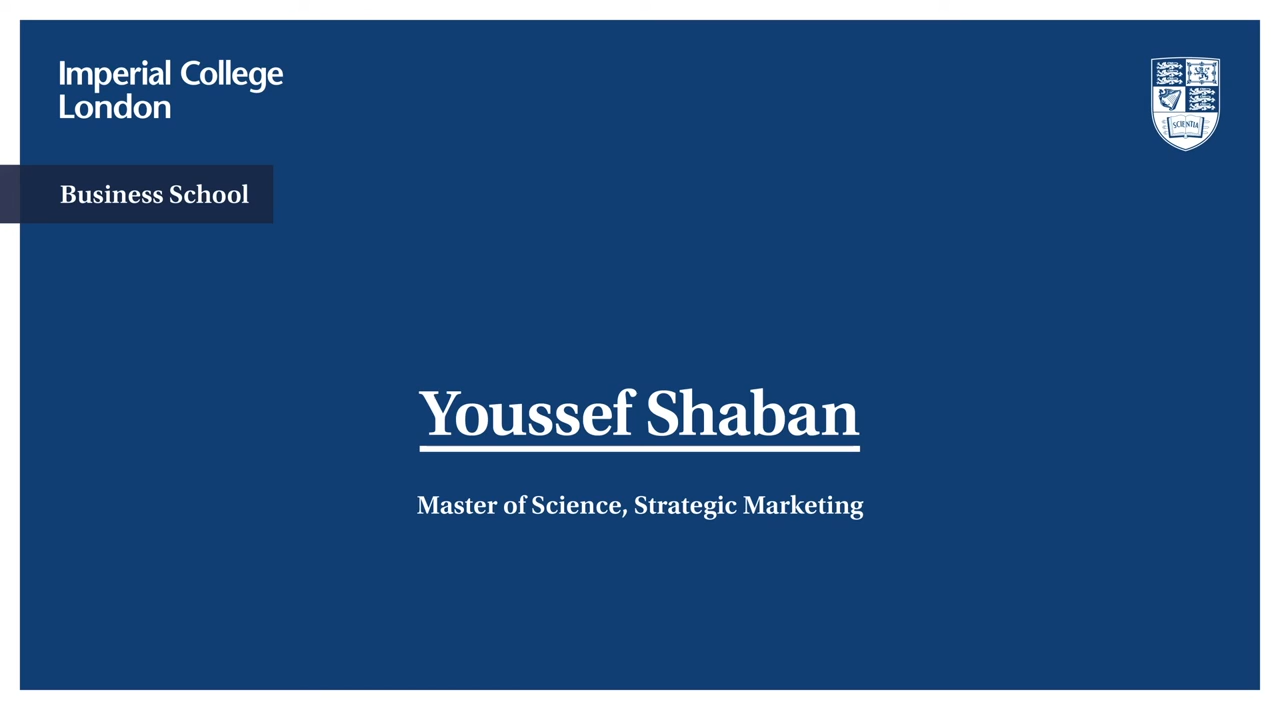 Imperial College
London
SCIENTIA
Business School
Youssef Shaban
Master of Science, Strategic Marketing